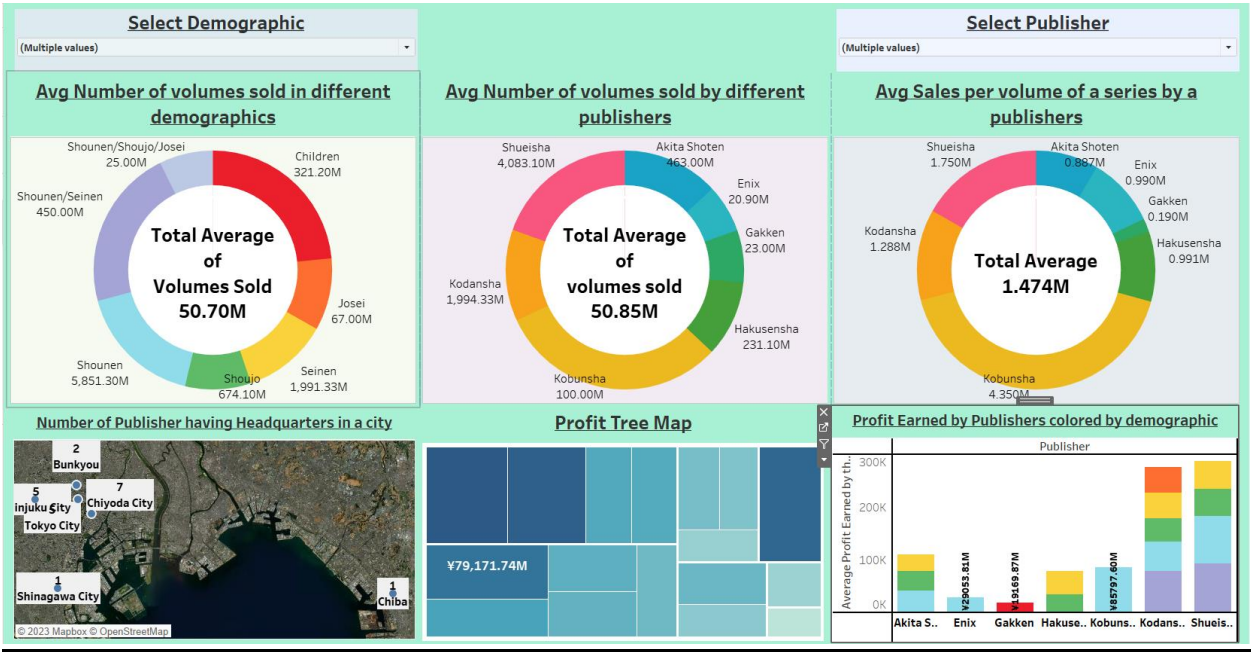 Select Demographic
(Multiple values)
Select Publisher
(Multiple values)
Avg Number of volumes sold in different
demographics
Shounen/Shoujo/Josei
25.00M
Children
321.20M
Shounen/Seinen
450.00M
Total Average
of
Volumes Sold
50.70M
Josei
67.00M
Shounen
5,851.30M
Shoujo
674.10M
Seinen
1,991.33M
Avg Number of volumes sold by different
publishers
Shueisha
4,083.10M
Akita Shoten
463.00M
Enix
20.90M
Gakken
23.00M
Total Average
of
volumes sold
50.85M
Kodansha
1,994.33M
Hakusensha
231.10M
Kobunsha
100.00M
Avg Sales per volume of a series by a
publishers
Shueisha
1.750M
Akita Shoten
0.887M
Enix
0.990M
Gakken
0.190M
Kodansha
1.288M
Hakusensha
0.991M
Total Average
1.474M
Kobunsha
4.350M
Number of Publisher having Headquarters in a city
2
Bunkyou
5
injuku City
7
Chiyoda City
5
Tokyo City
1
Shinagawa City
1
Chiba
© 2023 Mapbox © OpenStreetMap
Profit Tree Map
¥79,171.74M
Profit Earned by Publishers colored by demographic
Publisher
Average Profit Earned by th..
300K
200K
100K
0K
¥29053.81M
¥19169.87M
¥85797.60M
Akita S..
Enix
Gakken
Hakuse..
Kobuns..
Kodans..
Shueis..